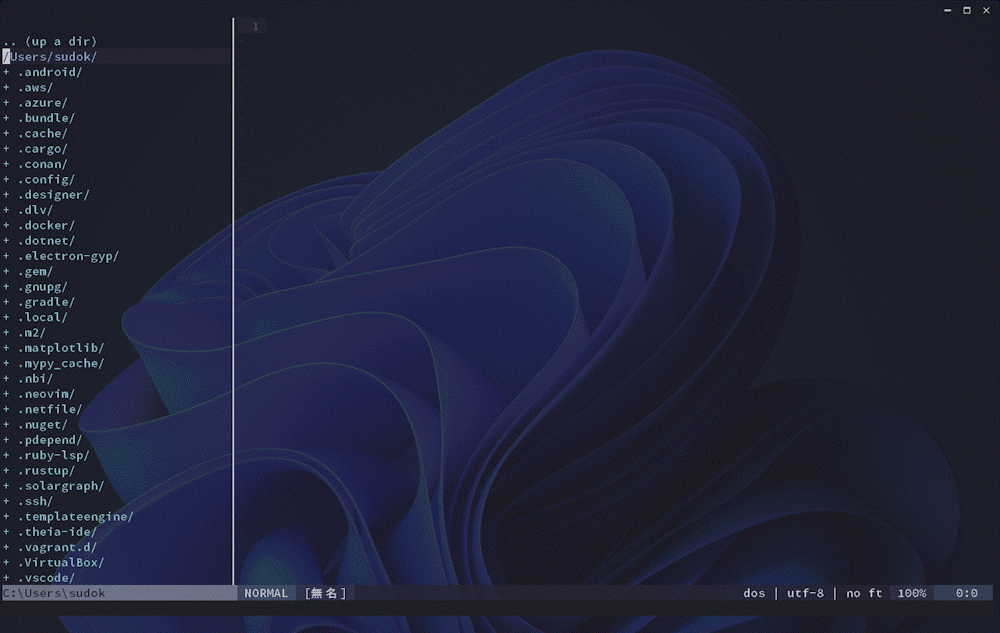 1
.. (up a dir)
/Users/sudok/
+ .android/
+ .aws/
+ .azure/
+ .bundle/
+ .cache/
+ .cargo/
+ .conan/
+ .config/
+ .designer/
+ .dlv/
+ .docker/
+ .dotnet/
+ .electron-gyp/
+ .gem/
+ .gnupg/
+ .gradle/
+ .local/
+ .m2/
+ .matplotlib/
+ .mypy_cache/
+ .nbi/
+ .neovim/
+ .netfile/
+ .nuget/
+ .pdepend/
+ .ruby-lsp/
+ .rustup/
+ .solargraph/
+ .ssh/
+ .templateengine/
+ .theia-ide/
+ .vagrant.d/
+ .VirtualBox/
+ .vscode/
C:\Users\sudok NORMAL [無名] dos | utf-8 | no ft 100% 0:0